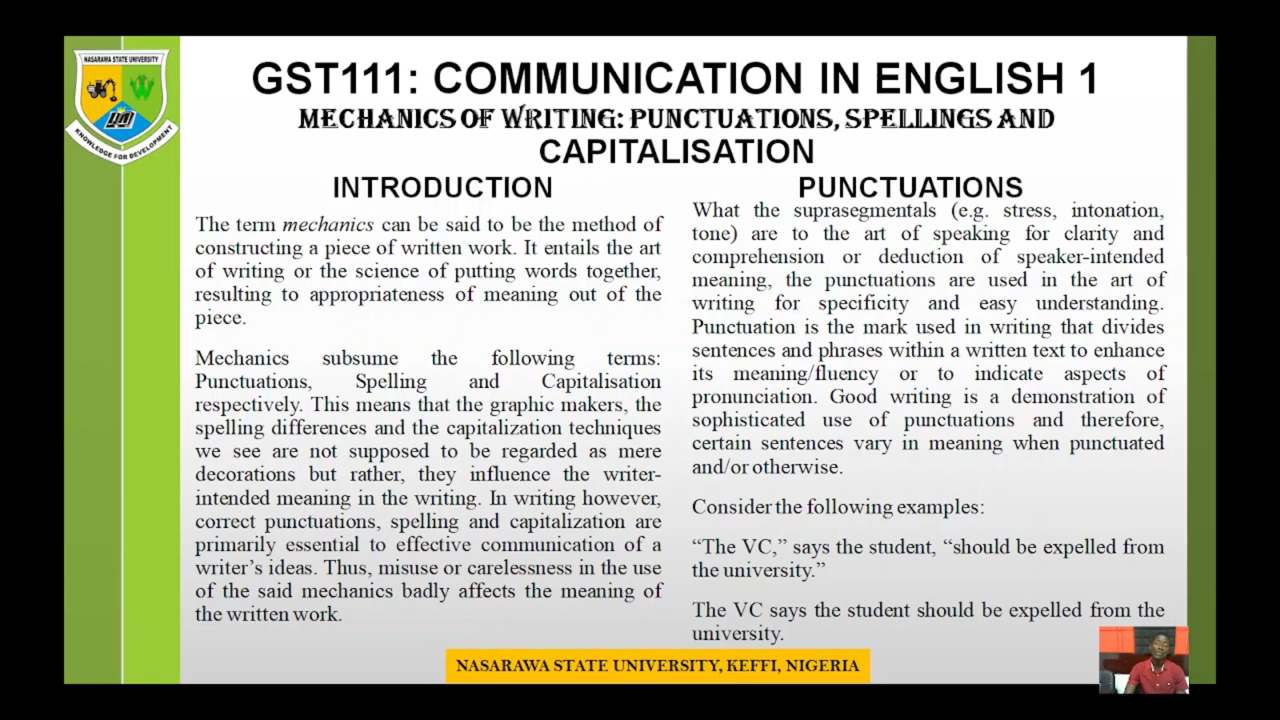 NASARAWA STATE UNIVERSITY
KNOWLEDGE FOR DEVELOPMENT
GST111: COMMUNICATION IN ENGLISH 1
MECHANICS OF WRITING: PUNCTUATIONS, SPELLINGS AND
CAPITALISATION
INTRODUCTION
The term mechanics can be said to be the method of
constructing a piece of written work. It entails the art
of writing or the science of putting words together,
resulting to appropriateness of meaning out of the
piece.
Mechanics subsume the following terms:
Punctuations, Spelling and Capitalisation
respectively. This means that the graphic makers, the
spelling differences and the capitalization techniques
we see are not supposed to be regarded as mere
decorations but rather, they influence the writer-
intended meaning in the writing. In writing however,
correct punctuations, spelling and capitalization are
primarily essential to effective communication of a
writer’s ideas. Thus, misuse or carelessness in the use
of the said mechanics badly affects the meaning of
the written work.
PUNCTUATIONS
What the suprasegmentals (e.g. stress, intonation,
tone) are to the art of speaking for clarity and
comprehension or deduction of speaker-intended
meaning, the punctuations are used in the art of
writing for specificity and easy understanding.
Punctuation is the mark used in writing that divides
sentences and phrases within a written text to enhance
its meaning/fluency or to indicate aspects of
pronunciation. Good writing is a demonstration of
sophisticated use of punctuations and therefore,
certain sentences vary in meaning when punctuated
and/or otherwise.
Consider the following examples:
“The VC,” says the student, “should be expelled from
the university.”
The VC says the student should be expelled from the
university.
NASARAWA STATE UNIVERSITY, KEFFI, NIGERIA